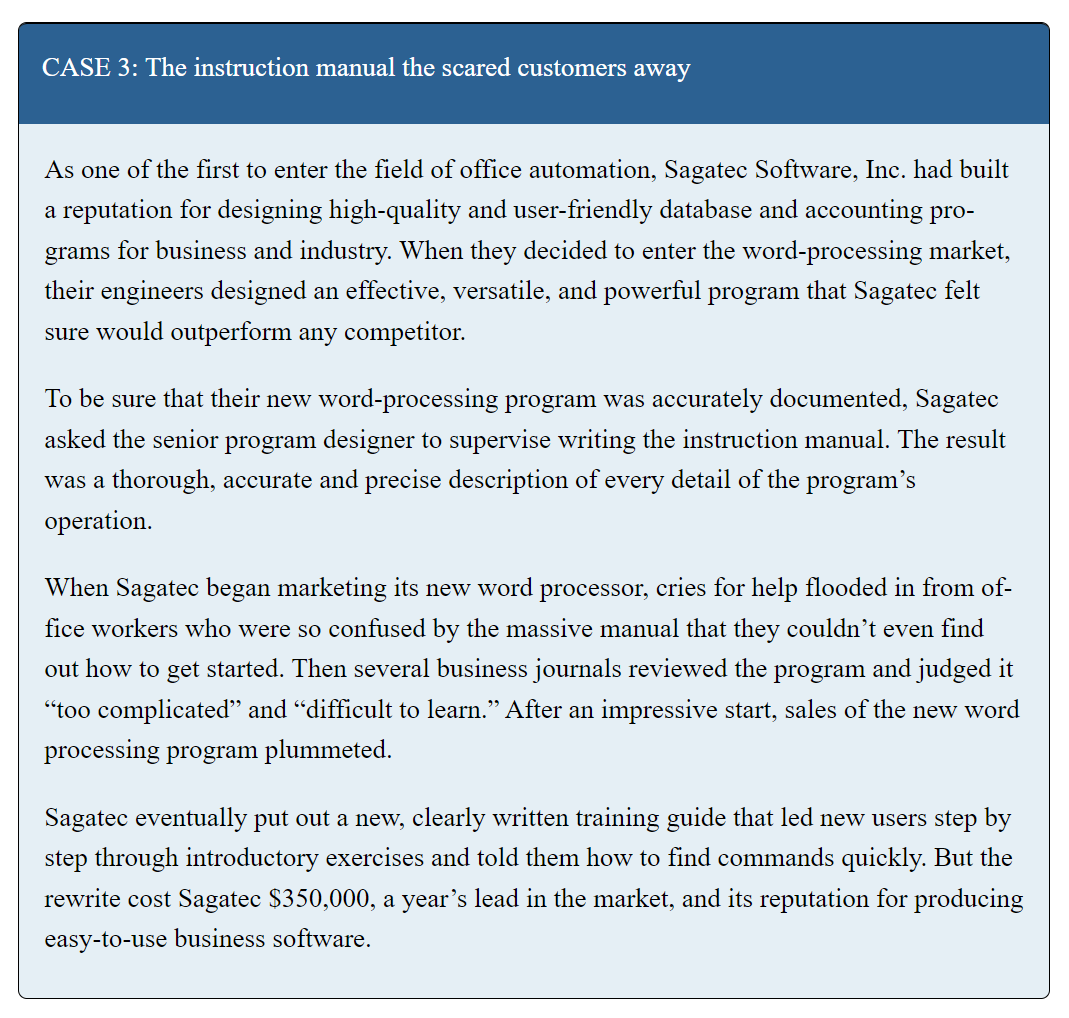 CASE 3: The instruction manual the scared customers away
As one of the first to enter the field of office automation, Sagatec Software, Inc. had built
a reputation for designing high-quality and user-friendly database and accounting pro-
grams for business and industry. When they decided to enter the word-processing market,
their engineers designed an effective, versatile, and powerful program that Sagatec felt
sure would outperform any competitor.
To be sure that their new word-processing program was accurately documented, Sagatec
asked the senior program designer to supervise writing the instruction manual. The result
was a thorough, accurate and precise description of every detail of the program’s
operation.
When Sagatec began marketing its new word processor, cries for help flooded in from of-
fice workers who were so confused by the massive manual that they couldn’t even find
out how to get started. Then several business journals reviewed the program and judged it
“too complicated” and “difficult to learn.” After an impressive start, sales of the new word
processing program plummeted.
Sagatec eventually put out a new, clearly written training guide that led new users step by
step through introductory exercises and told them how to find commands quickly. But the
rewrite cost Sagatec $350,000, a year’s lead in the market, and its reputation for producing
easy-to-use business software.